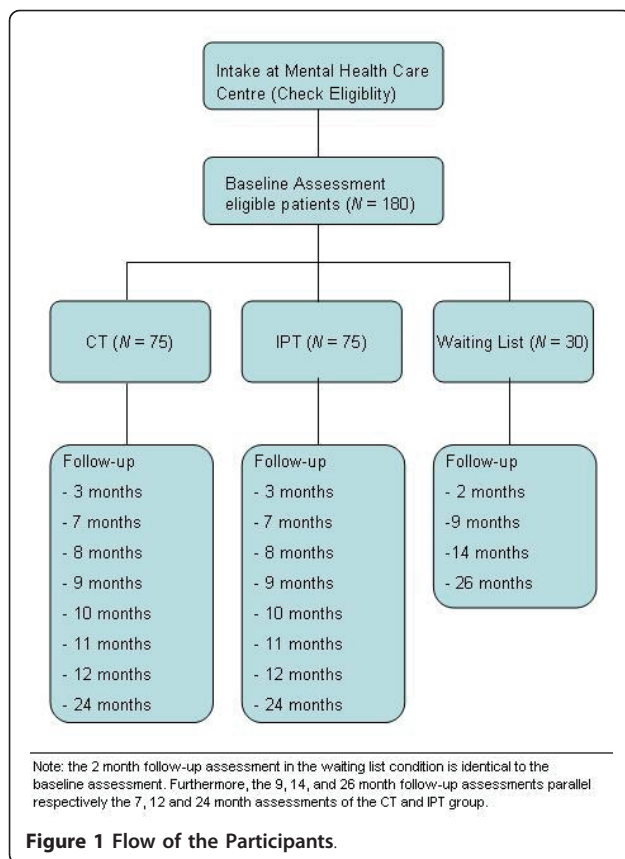 Intake at Mental Health Care
Centre (Check Eligiblity)
Baseline Assessment
eligible patients (N = 180)
CT (N = 75)
IPT (N = 75)
Waiting List (N = 30)
Follow-up
- 3 months
- 7 months
- 8 months
- 9 months
- 10 months
- 11 months
- 12 months
- 24 months
Follow-up
- 3 months
- 7 months
- 8 months
- 9 months
- 10 months
- 11 months
- 12 months
- 24 months
Follow-up
- 2 months
-9 months
-14 months
- 26 months
Note: the 2 month follow-up assessment in the waiting list condition is identical to the
baseline assessment. Furthermore, the 9, 14, and 26 month follow-up assessments parallel
respectively the 7, 12 and 24 month assessments of the CT and IPT group.
Figure 1 Flow of the Participants.